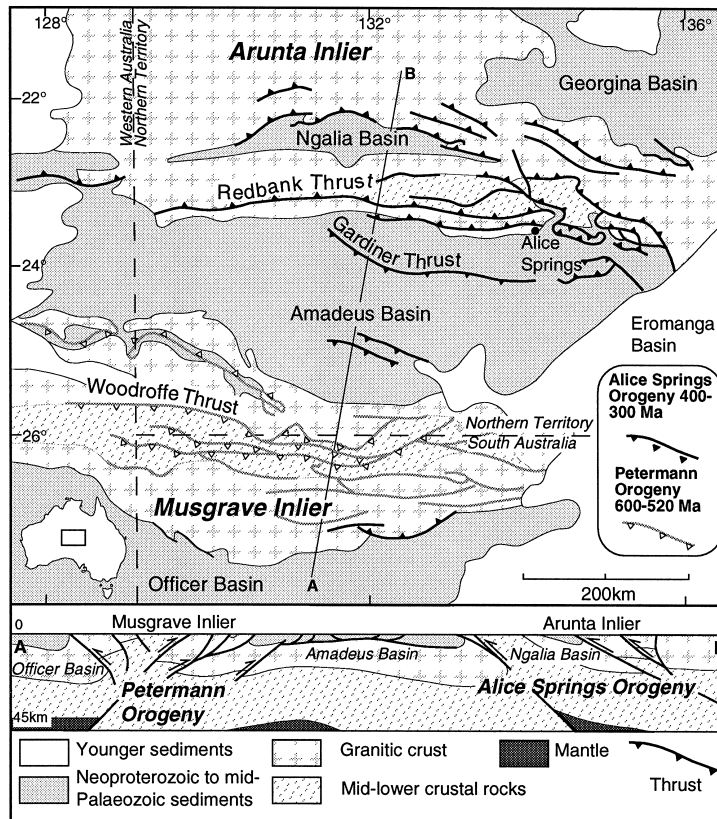 128°
132°
136°
Arunta Inlier
B
Georgina Basin
Western Australia
Northern Territory
22°
Ngalia Basin
Redbank Thrust
Gardiner Thrust
Alice
Springs
24°
Amadeus Basin
Eromanga
Basin
Woodroffe Thrust
Alice Springs
Orogeny 400-
300 Ma
Northern Territory
South Australia
26°
Petermann
Orogeny
600-520 Ma
Musgrave Inlier
Officer Basin
A
200km
0
Musgrave Inlier
Arunta Inlier
A
Officer Basin
Amadeus Basin
Ngalia Basin
Petermann
Orogeny
Alice Springs Orogeny
45km
Younger sediments
Granitic crust
Mantle
Neoproterozoic to mid-
Palaeozoic sediments
Mid-lower crustal rocks
Thrust